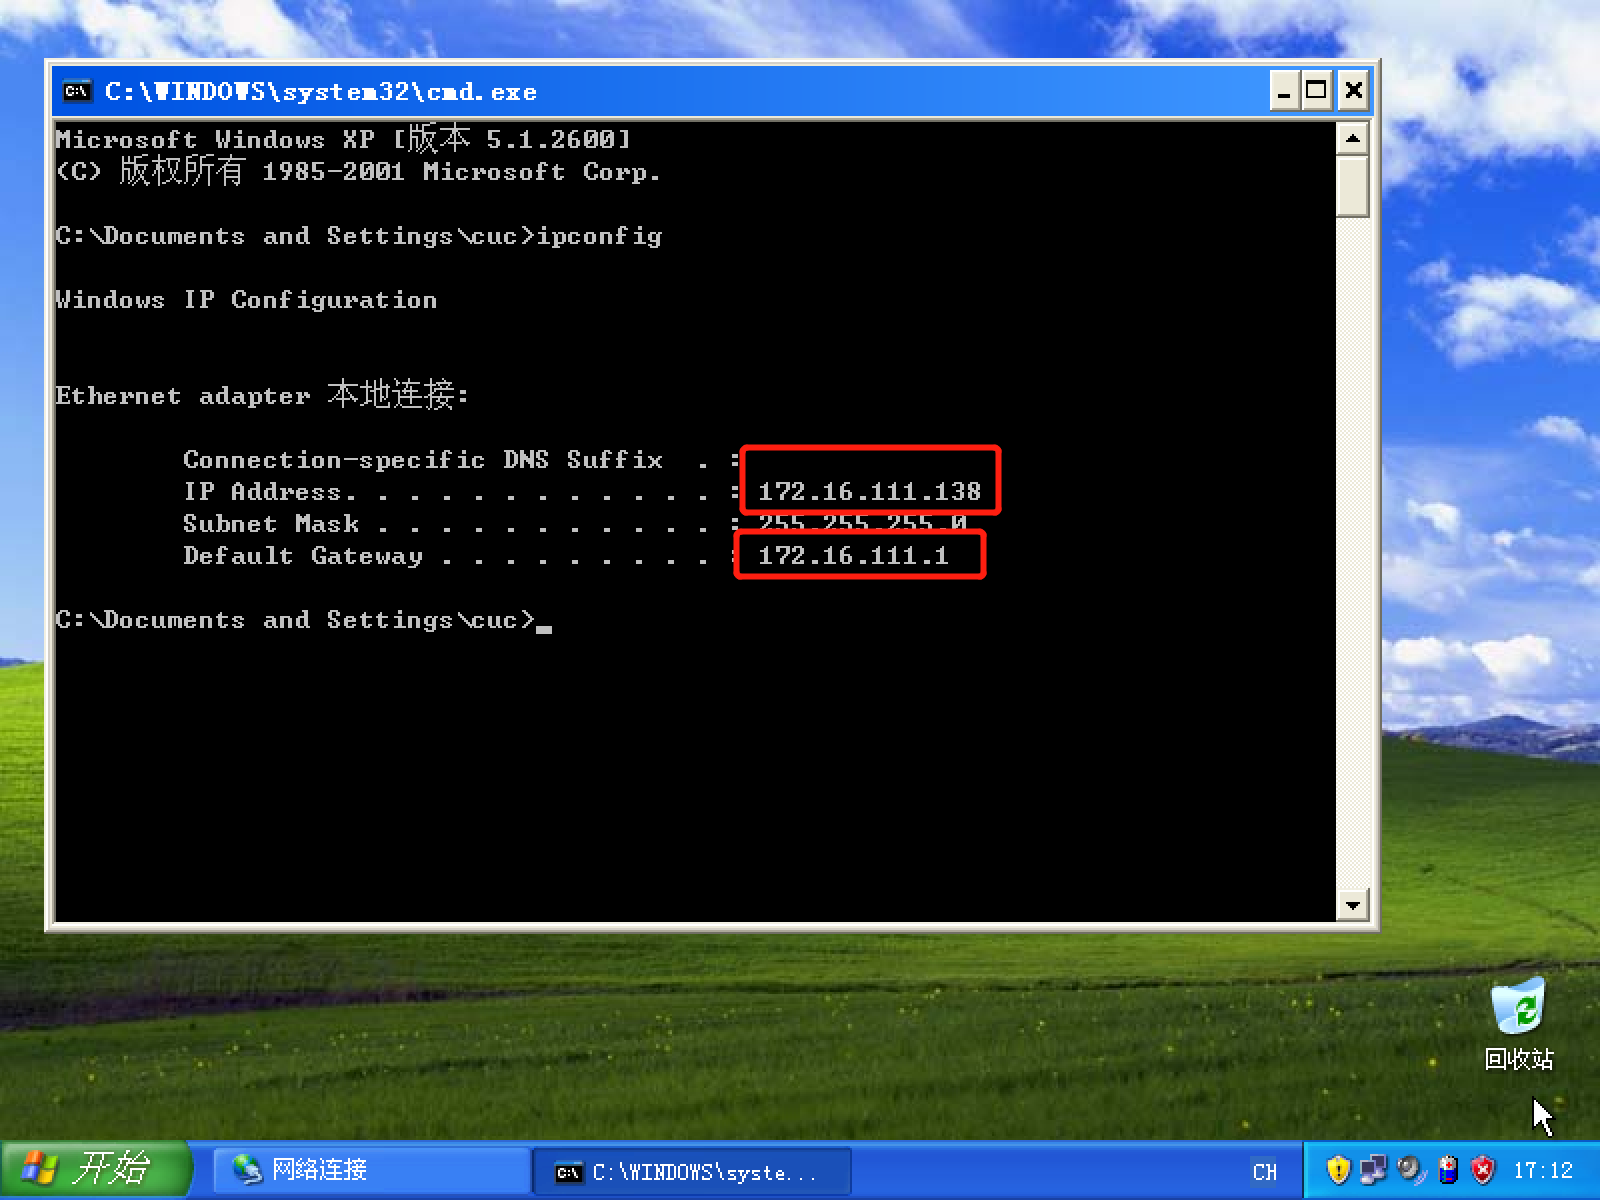 C:\WINDOWS\system32\cmd.exe
Microsoft Windows XP [版本 5.1.2600]
(C) 版权所有 1985-2001 Microsoft Corp.
C:\Documents and Settings\cuc>ipconfig
Windows IP Configuration
Ethernet adapter 本地连接:
Connection-specific DNS Suffix  . :
IP Address. . . . . . . . . . . . : 172.16.111.138
Subnet Mask . . . . . . . . . . . : 255.255.255.0
Default Gateway . . . . . . . . . : 172.16.111.1
C:\Documents and Settings\cuc>
回收站
开始 网络连接 C:\WINDOWS\syste... CH 17:12